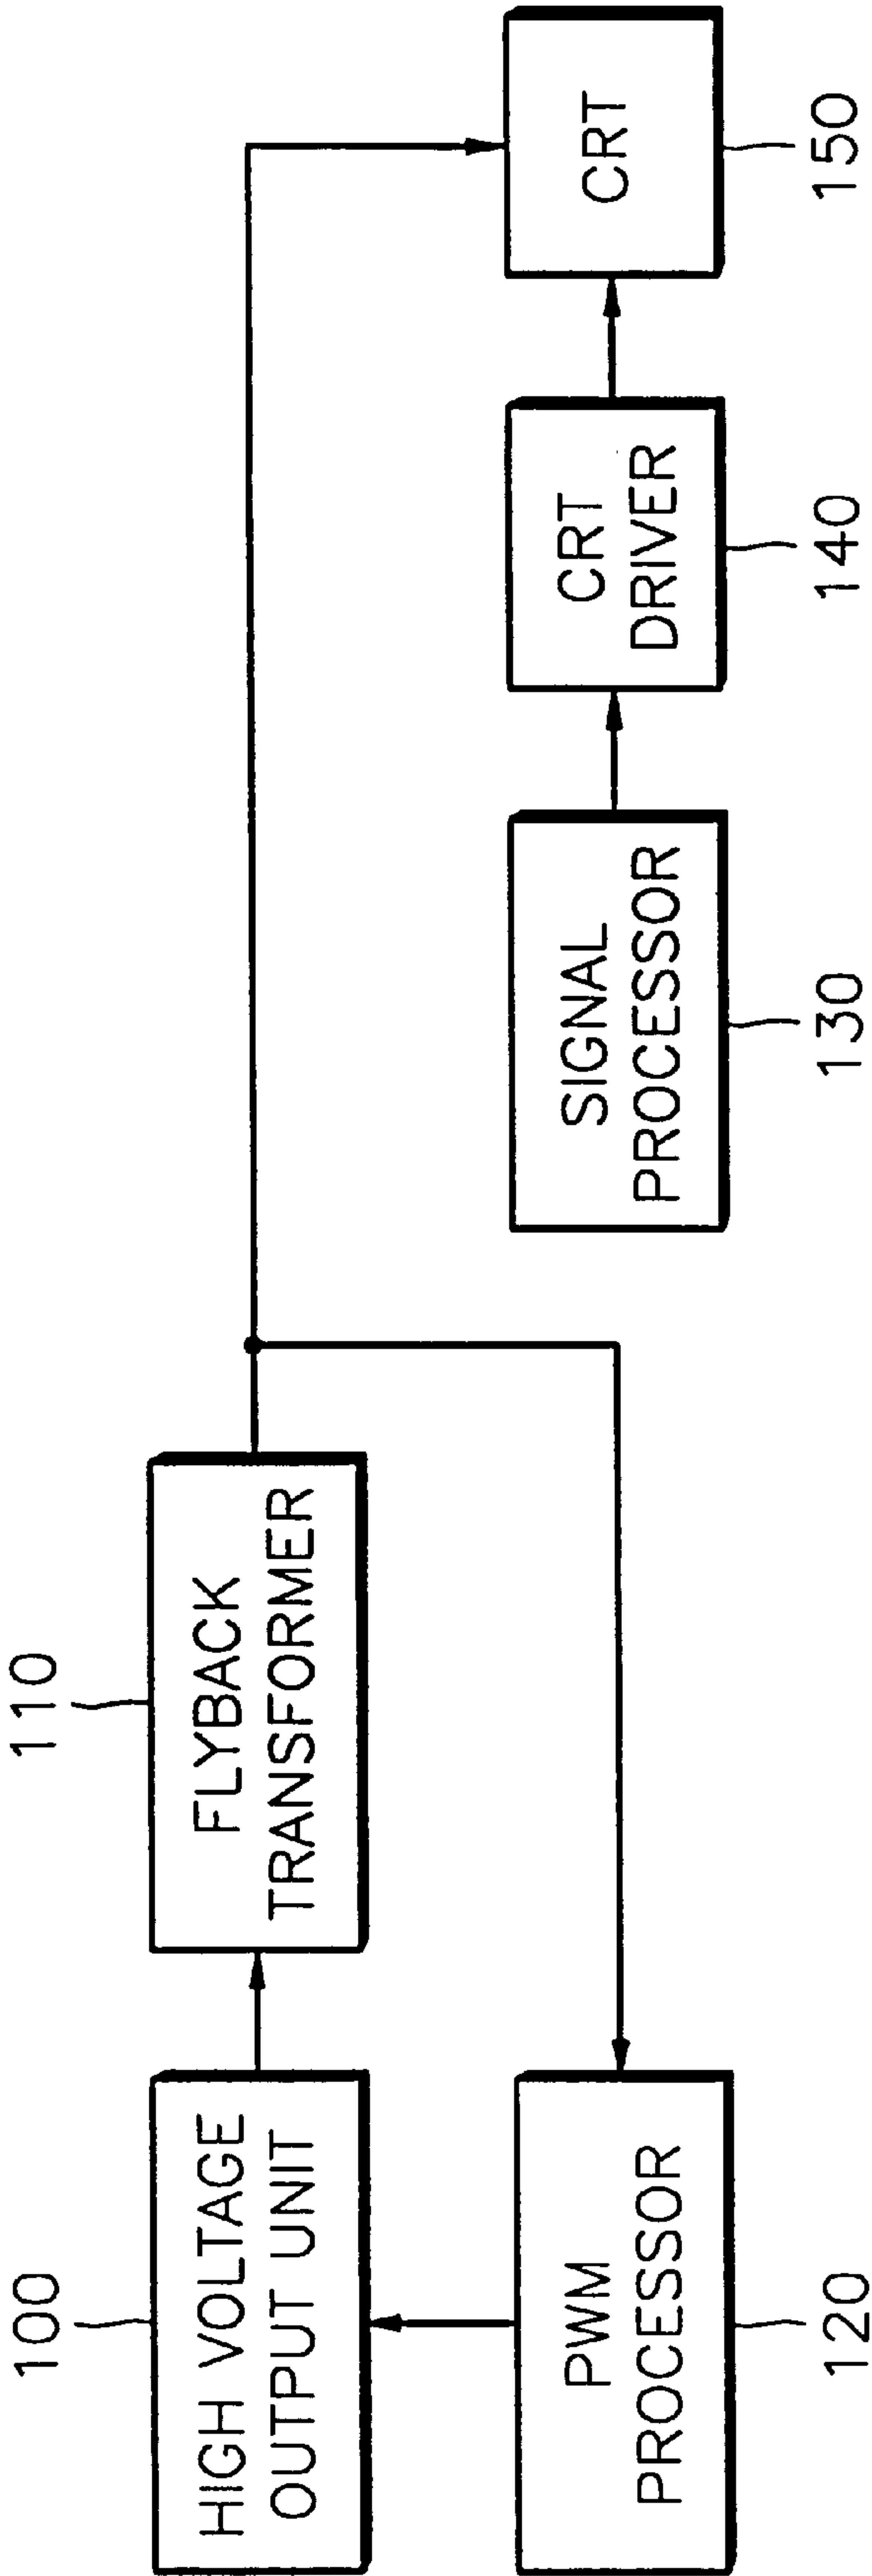 100
HIGH VOLTAGE
OUTPUT UNIT
110
FLYBACK
TRANSFORMER
PWM
PROCESSOR
120
SIGNAL
PROCESSOR
130
CRT
DRIVER
140
CRT
150